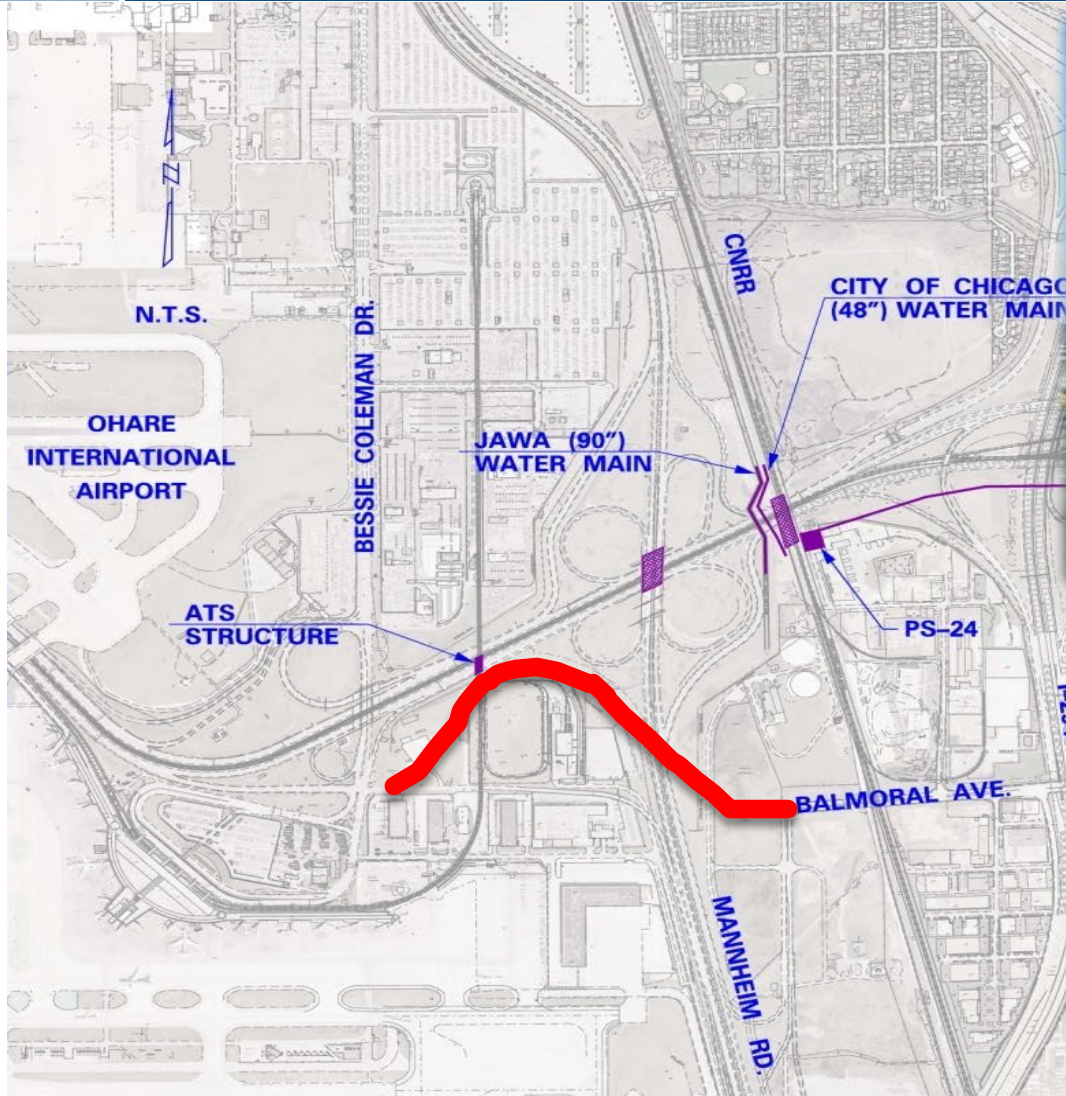 N.T.S.
OHARE
INTERNATIONAL
AIRPORT
BESSIE COLEMAN DR.
CNRR
CITY OF CHICAGO
(48") WATER MAIN
JAWA (90")
WATER MAIN
ATS
STRUCTURE
PS-24
BALMORAL AVE.
MANNHEIM RD.